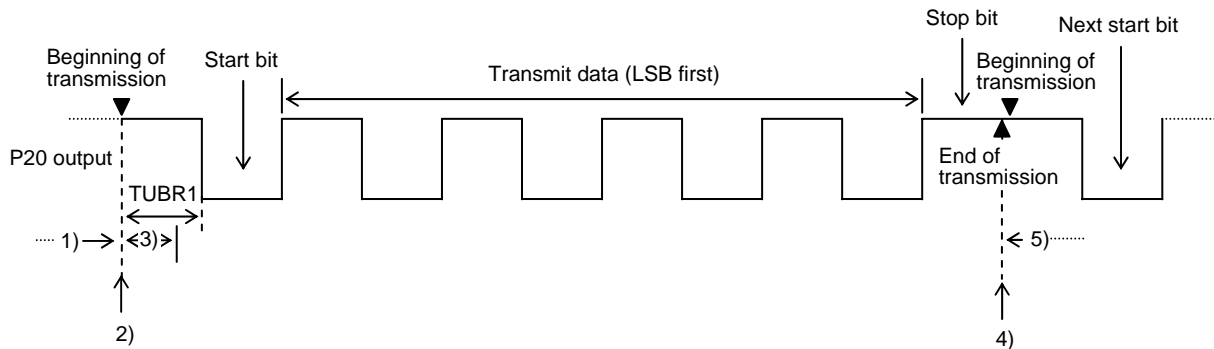 Stop bit
Next start bit
Beginning of
transmission
Start bit
Transmit data (LSB first)
Beginning of
transmission
P20 output
End of
transmission
TUBR1
1)
3)
5)
2)
4)